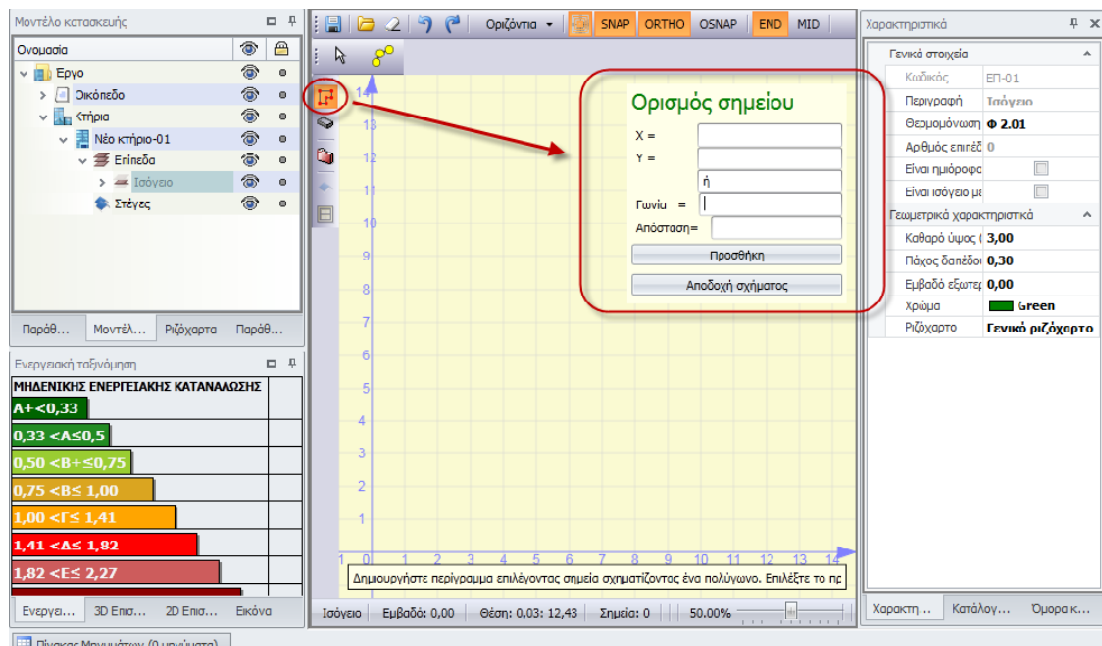 Μοντέλο κατασκευής
Ονομασία
Έργο
Οικόπεδο
Κτήρια
Νέο κτήριο-01
Επίπεδα
Ισόγειο
Στέγες
Παράθ... Μοντέλ... Ριζόχαρτα Παράθ...
Ενεργειακή ταξινόμηση
ΜΗΔΕΝΙΚΗΣ ΕΝΕΡΓΕΙΑΚΗΣ ΚΑΤΑΝΑΛΩΣΗΣ
Α+<0,33
0,33 <Α≤0,5
0,50 <Β+≤0,75
0,75 <Β≤ 1,00
1,00 <Γ≤ 1,41
1,41 <Δ≤ 1,82
1,82 <Ε≤ 2,27
Ενεργει... 3D Επισ... 2D Επισ... Εικόνα
Πίνακας Μηνυμάτων (0 μηνύματα)
Οριζόντια SNAP ORTHO OSNAP END MID
14
13
12
11
10
9
8
7
6
5
4
3
2
1
1 0 1 2 3 4 5 6 7 8 9 10 11 12 13 14
Ορισμός σημείου
X =
Y =
ή
Γωνία =
Απόσταση=
Προσθήκη
Αποδοχή σχήματος
Δημιουργήστε περίγραμμα επιλέγοντας σημεία σχηματίζοντας ένα πολύγωνο. Επιλέξτε το πρ
Ισόγειο Εμβαδό: 0,00 Θέση: 0.03: 12,43 Σημεία: 0 50.00%
Χαρακτηριστικά
Γενικά στοιχεία
Κωδικός ΕΠ-01
Περιγραφή Ισόγειο
Θερμομόνωση Φ 2.01
Αριθμός επιπέδ 0
Είναι ημιόροφο
Είναι ισόγειο με
Γεωμετρικά χαρακτηριστικά
Καθαρό ύψος ( 3,00
Πάχος δαπέδο 0,30
Εμβαδό εξωτερ 0,00
Χρώμα Green
Ριζόχαρτο Γενικό ριζόχαρτο
Χαρακτη... Κατάλογ... Όμορα κ...